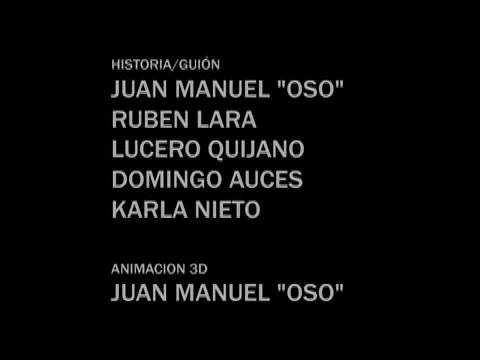 HISTORIA/GUIÓN
JUAN MANUEL "OSO"
RUBEN LARA
LUCERO QUIJANO
DOMINGO AUCES
KARLA NIETO
ANIMACION 3D
JUAN MANUEL "OSO"